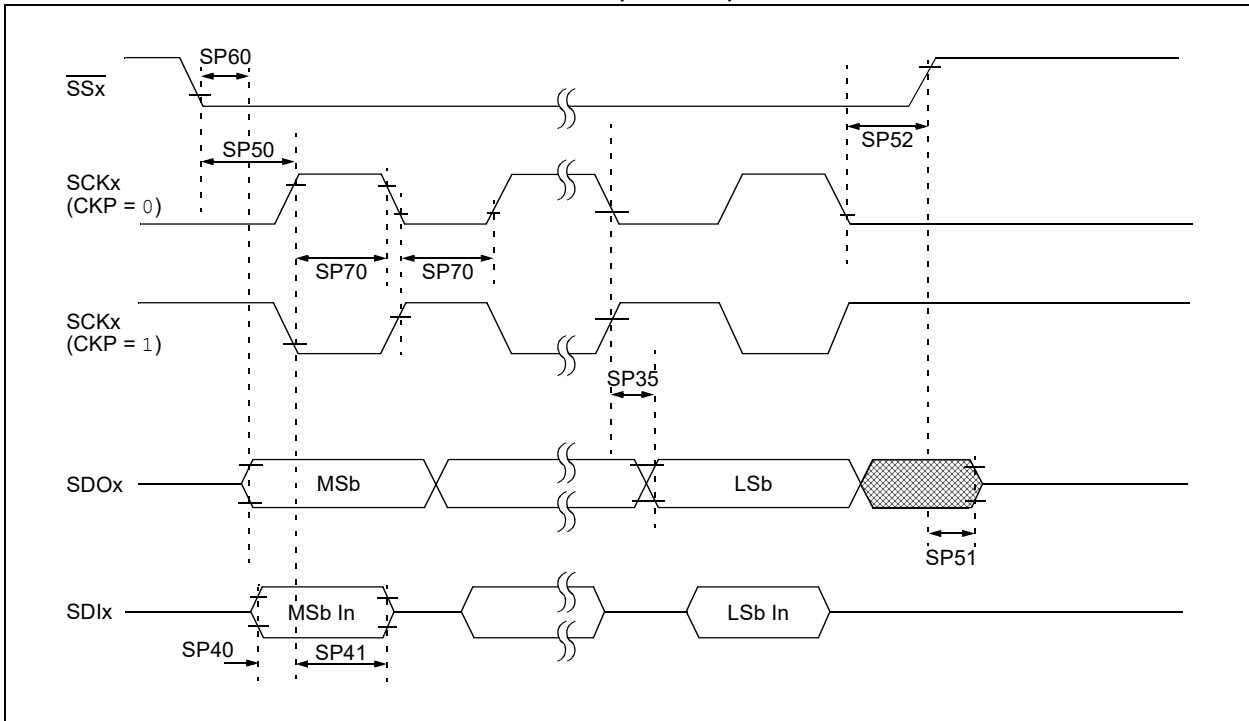 SP60
SSx
SP52
SP50
SCKx
(CKP = 0)
SP70
SP70
SCKx
(CKP = 1)
SP35
SDOx
MSb
LSb
SP51
SDIx
MSb In
LSb In
SP40
SP41